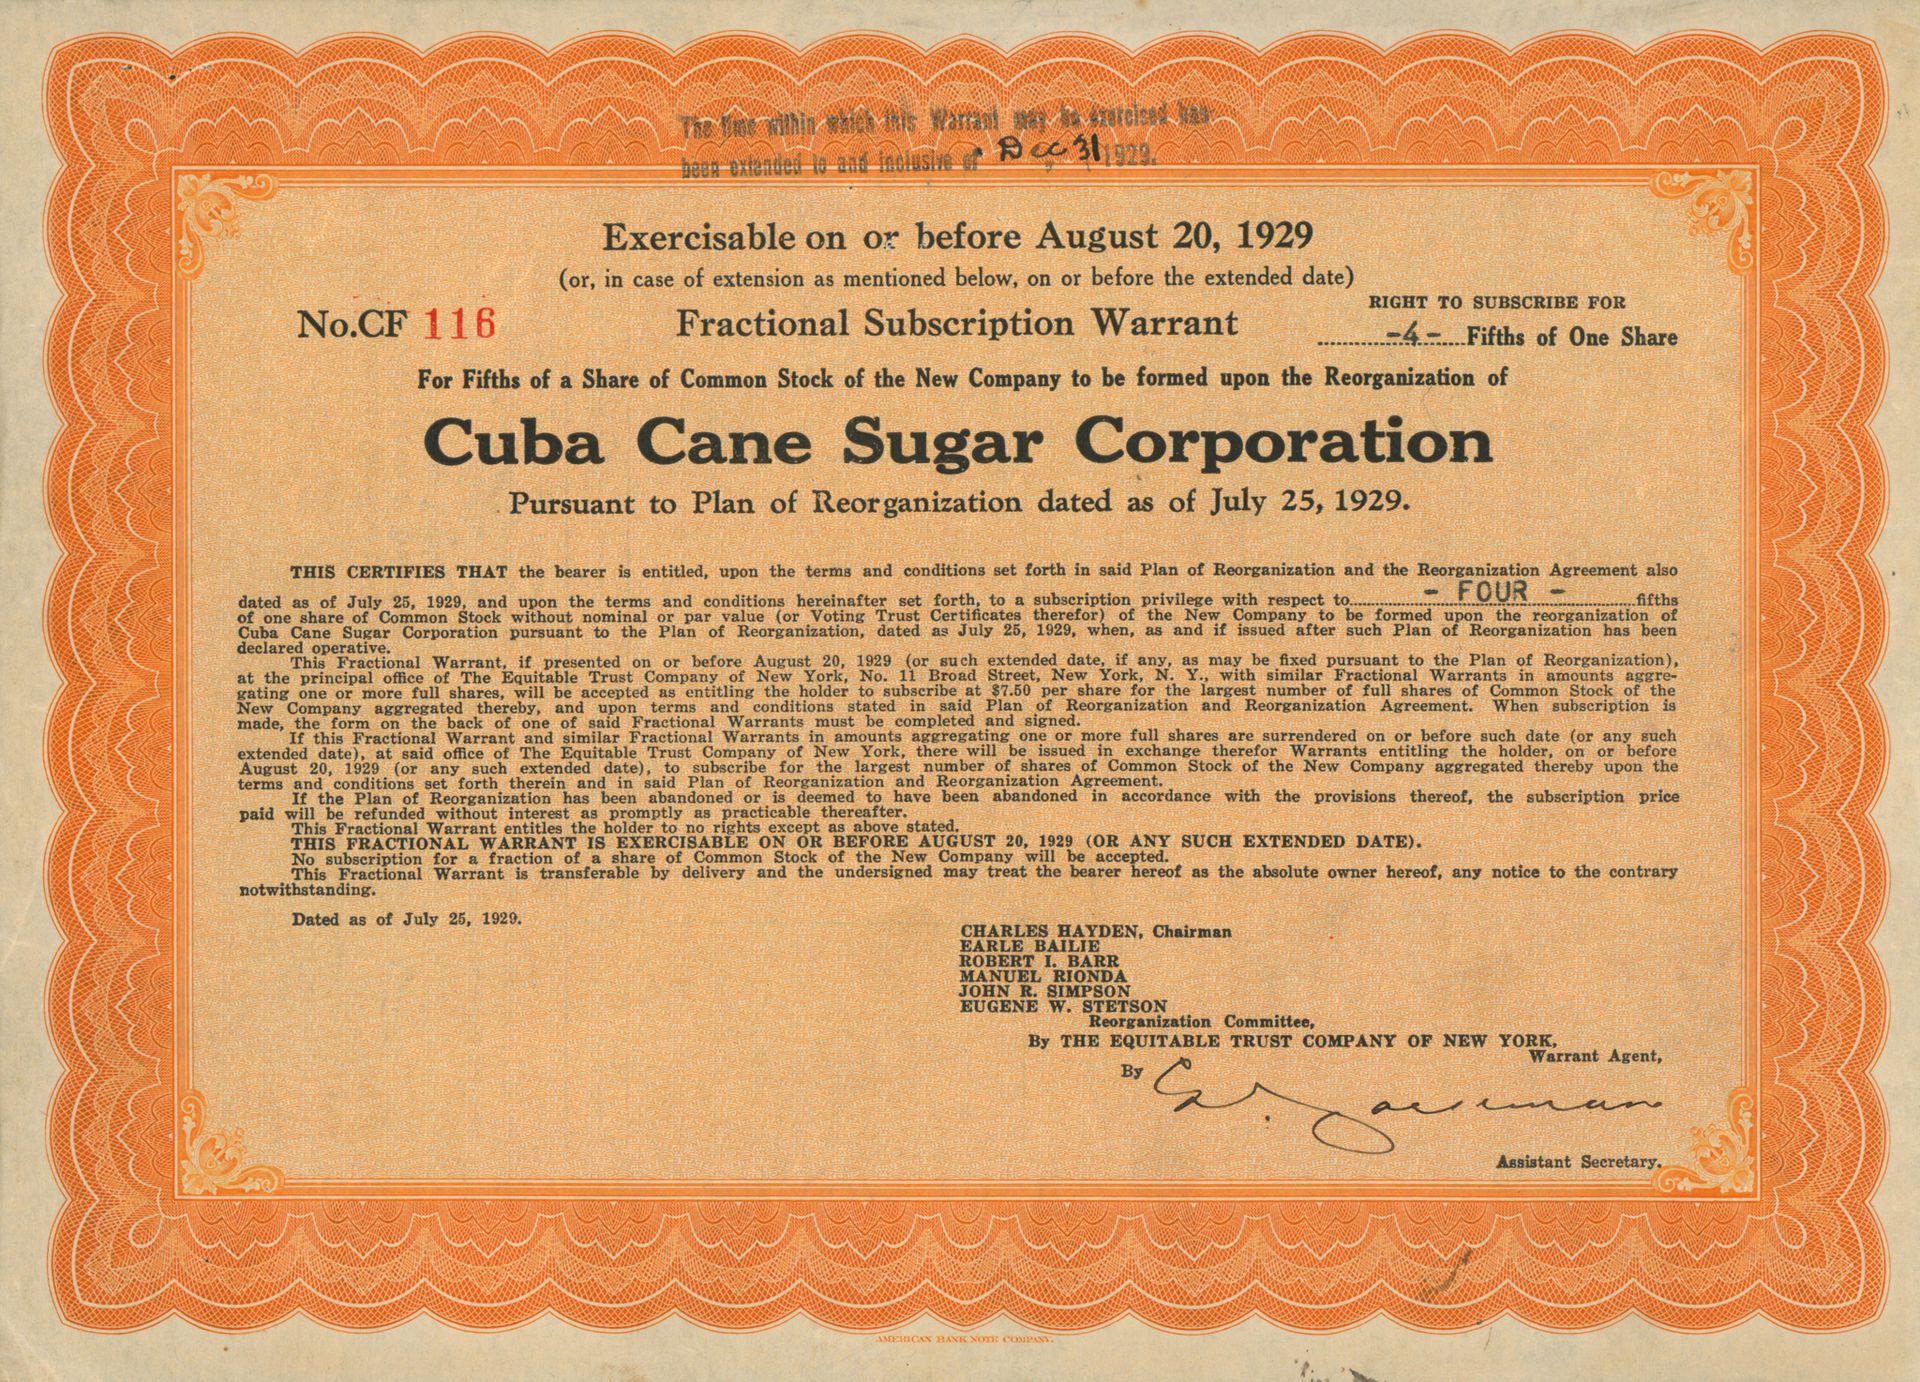 The time within which this Warrant may be exercised has
been extended to and inclusive of Dec 31 1929.
Exercisable on or before August 20, 1929
(or, in case of extension as mentioned below, on or before the extended date)
No.CF 116 Fractional Subscription Warrant RIGHT TO SUBSCRIBE FOR
-4- Fifths of One Share
For Fifths of a Share of Common Stock of the New Company to be formed upon the Reorganization of
Cuba Cane Sugar Corporation
Pursuant to Plan of Reorganization dated as of July 25, 1929.
THIS CERTIFIES THAT the bearer is entitled, upon the terms and conditions set forth in said Plan of Reorganization and the Reorganization Agreement also
dated as of July 25, 1929, and upon the terms and conditions hereinafter set forth, to a subscription privilege with respect to - FOUR - fifths
of one share of Common Stock without nominal or par value (or Voting Trust Certificates therefor) of the New Company to be formed upon the reorganization of
Cuba Cane Sugar Corporation pursuant to the Plan of Reorganization, dated as July 25, 1929, when, as and if issued after such Plan of Reorganization has been
declared operative.
This Fractional Warrant, if presented on or before August 20, 1929 (or such extended date, if any, as may be fixed pursuant to the Plan of Reorganization),
at the principal office of The Equitable Trust Company of New York, No. 11 Broad Street, New York, N. Y., with similar Fractional Warrants in amounts aggre-
gating one or more full shares, will be accepted as entitling the holder to subscribe at $7.50 per share for the largest number of full shares of Common Stock of the
New Company aggregated thereby, and upon terms and conditions stated in said Plan of Reorganization and Reorganization Agreement. When subscription is
made, the form on the back of one of said Fractional Warrants must be completed and signed.
If this Fractional Warrant and similar Fractional Warrants in amounts aggregating one or more full shares are surrendered on or before such date (or any such
extended date), at said office of The Equitable Trust Company of New York, there will be issued in exchange therefor Warrants entitling the holder, on or before
August 20, 1929 (or any such extended date), to subscribe for the largest number of shares of Common Stock of the New Company aggregated thereby upon the
terms and conditions set forth therein and in said Plan of Reorganization and Reorganization Agreement.
If the Plan of Reorganization has been abandoned or is deemed to have been abandoned in accordance with the provisions thereof, the subscription price
paid will be refunded without interest as promptly as practicable thereafter.
This Fractional Warrant entitles the holder to no rights except as above stated.
THIS FRACTIONAL WARRANT IS EXERCISABLE ON OR BEFORE AUGUST 20, 1929 (OR ANY SUCH EXTENDED DATE).
No subscription for a fraction of a share of Common Stock of the New Company will be accepted.
This Fractional Warrant is transferable by delivery and the undersigned may treat the bearer hereof as the absolute owner hereof, any notice to the contrary
notwithstanding.
Dated as of July 25, 1929.
CHARLES HAYDEN, Chairman
EARLE BAILIE
ROBERT I. BARR
MANUEL RIONDA
JOHN R. SIMPSON
EUGENE W. STETSON
Reorganization Committee,
By THE EQUITABLE TRUST COMPANY OF NEW YORK,
Warrant Agent,
By
Assistant Secretary.
AMERICAN BANK NOTE COMPANY.